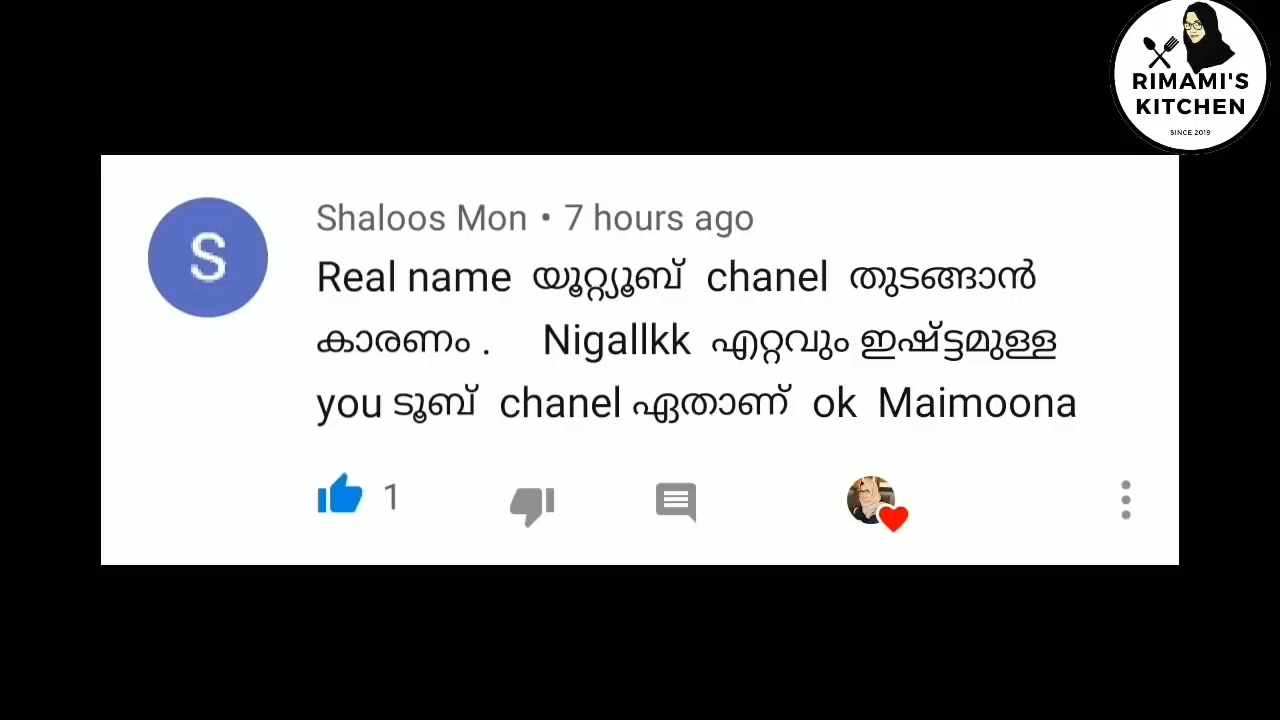 RIMAMI'S
KITCHEN
SINCE 2019
S
Shaloos Mon • 7 hours ago
Real name യൂറ്റ്യൂബ് chanel തുടങ്ങാൻ
കാരണം . Nigallkk എറ്റവും ഇഷ്ട്ടമുള്ള
you ടൂബ് chanel ഏതാണ് ok Maimoona
1